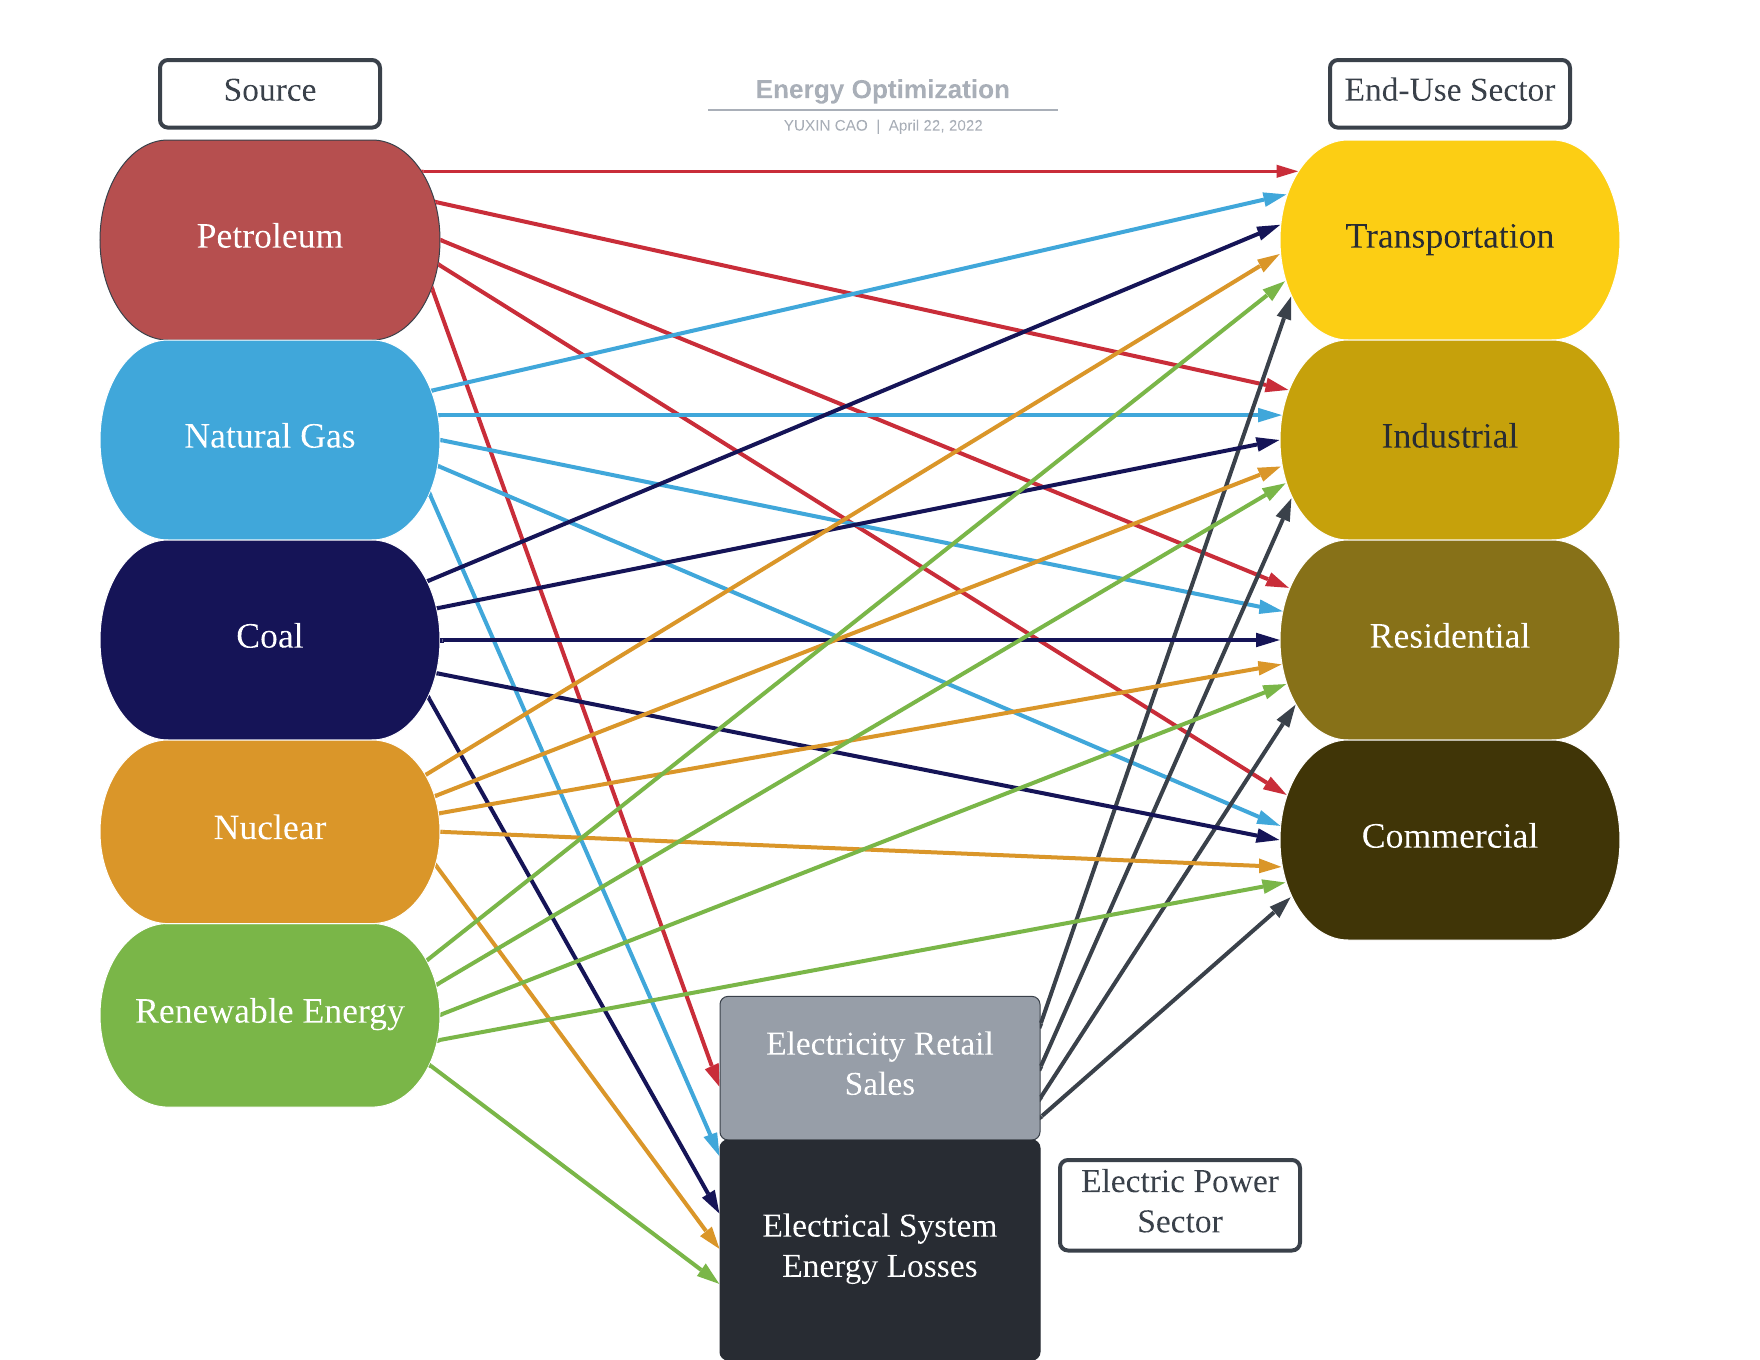 Source
Energy Optimization
YUXIN CAO | April 22, 2022
End-Use Sector
Petroleum
Transportation
Natural Gas
Industrial
Coal
Residential
Nuclear
Commercial
Renewable Energy
Electricity Retail
Sales
Electric Power
Sector
Electrical System
Energy Losses